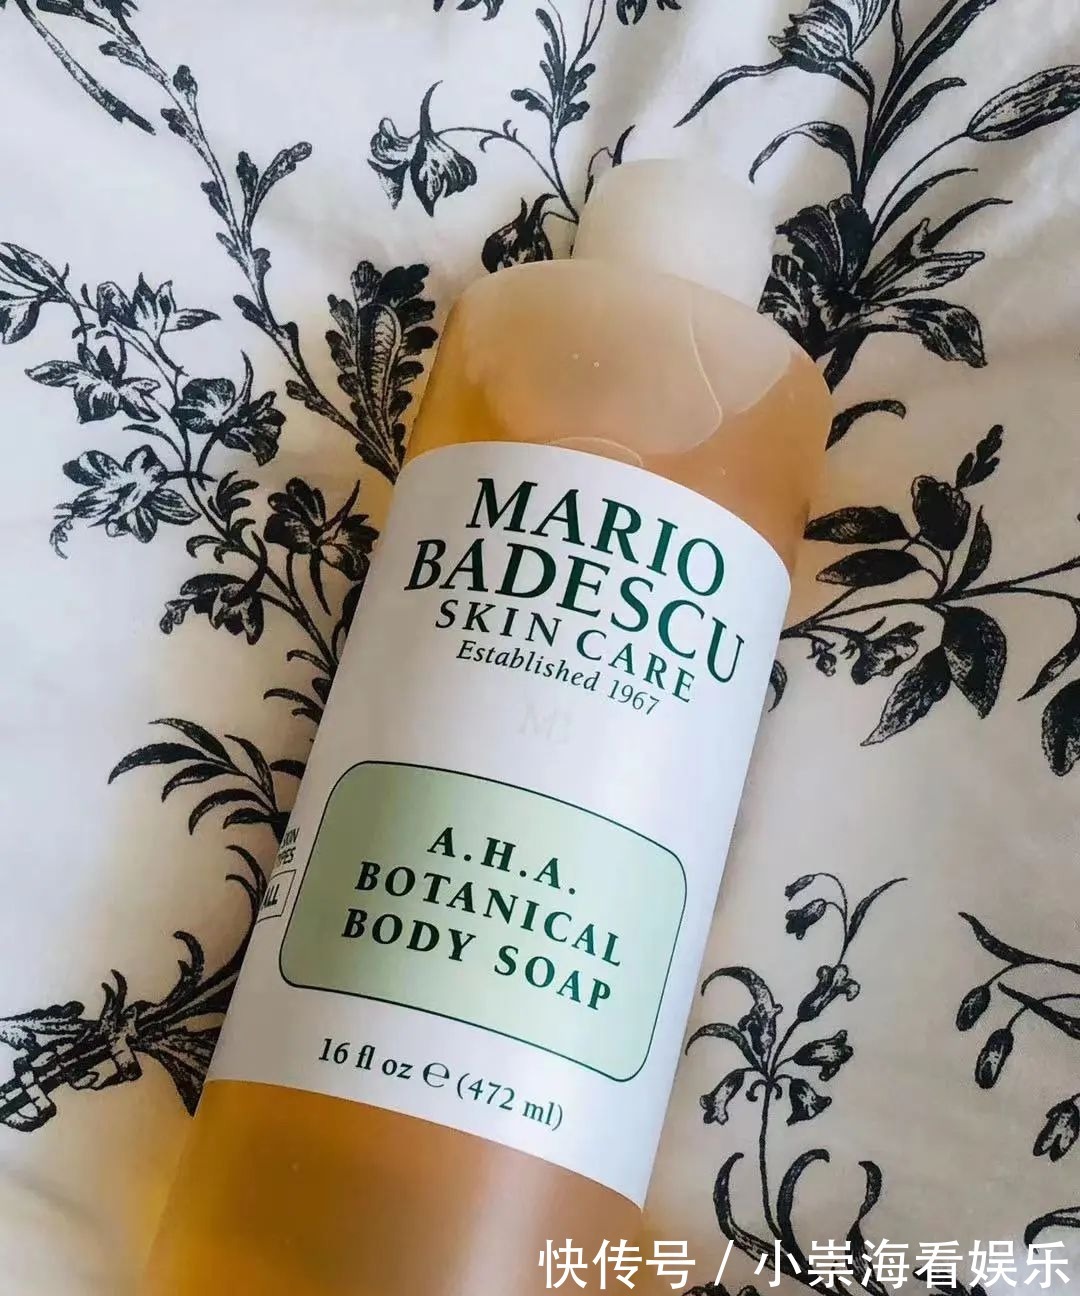 MARIO
BADESCU
SKIN CARE
Established 1967
A.H.A.
BOTANICAL
BODY SOAP
16 fl oz ℮ (472 ml)
快传号 / 小崇海看娱乐